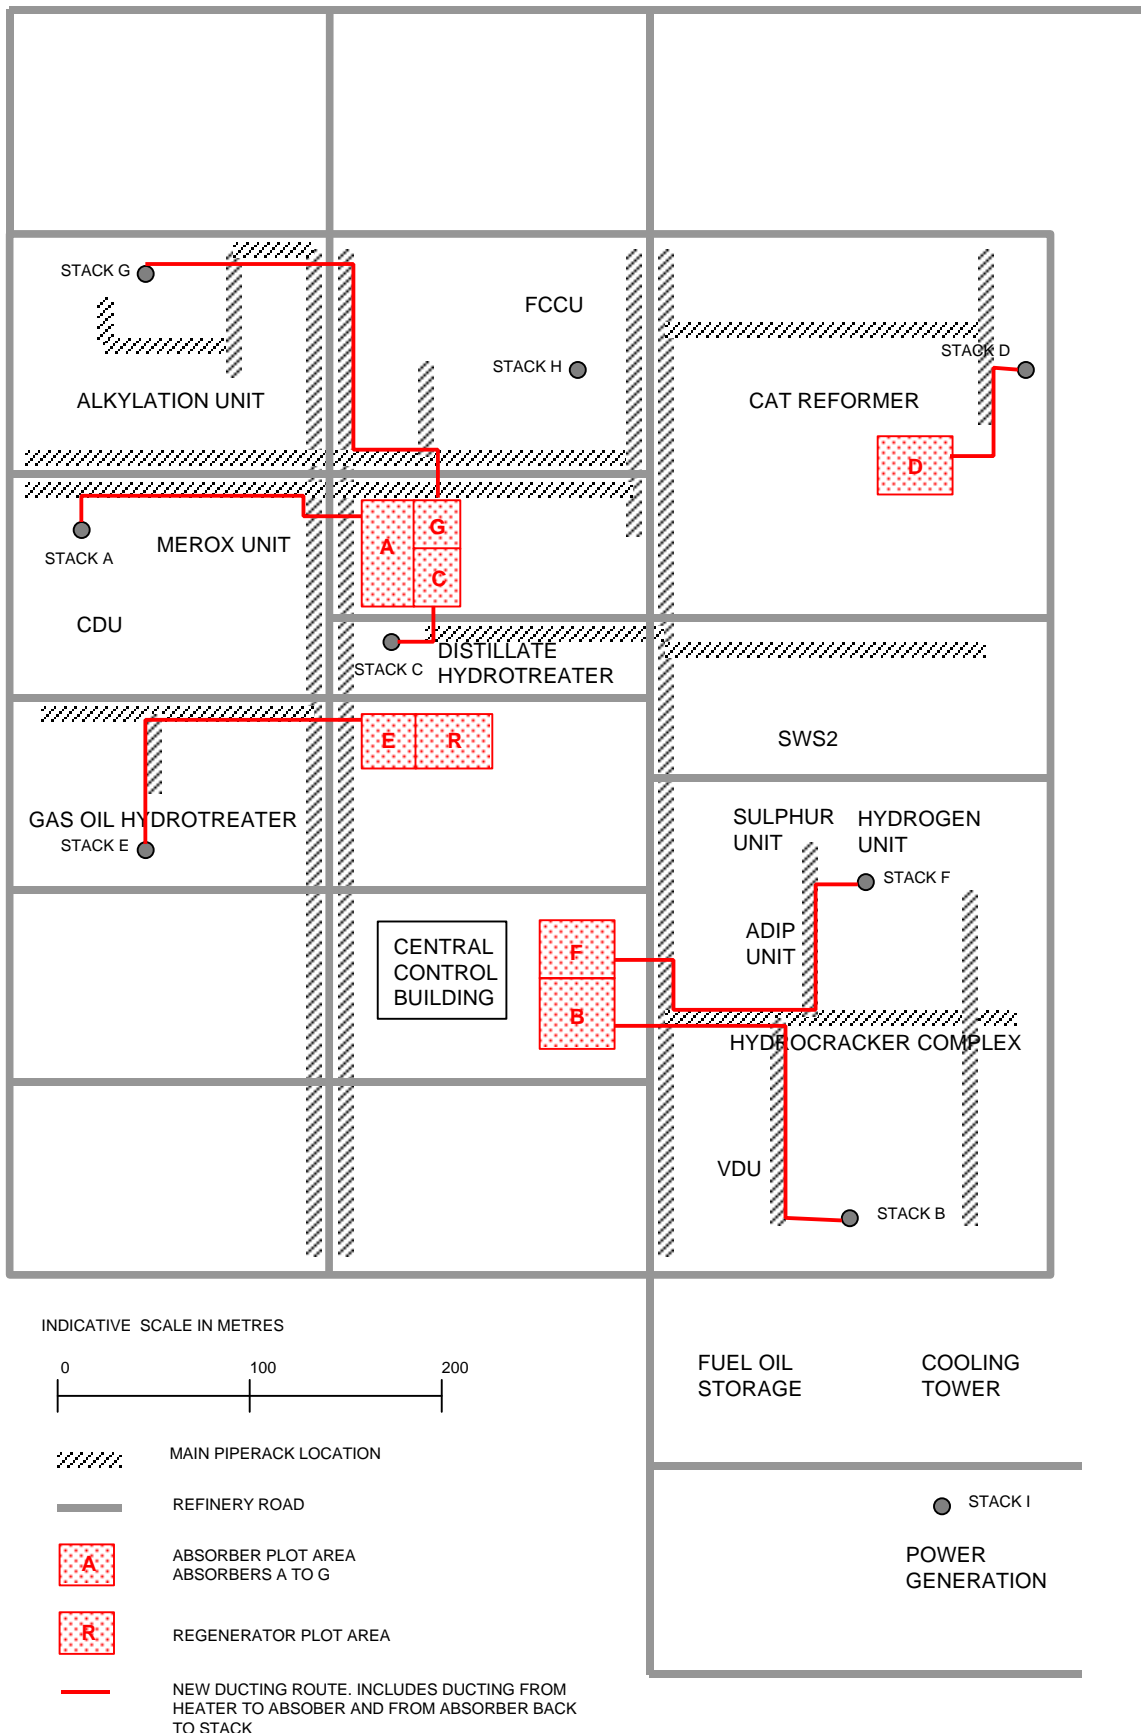 STACK G
FCCU
STACK H
STACK D
ALKYLATION UNIT
CAT REFORMER
D
G
A
C
STACK A
MEROX UNIT
CDU
STACK C
DISTILLATE
HYDROTREATER
E
R
SWS2
GAS OIL HYDROTREATER
STACK E
SULPHUR
UNIT
HYDROGEN
UNIT
STACK F
ADIP
UNIT
CENTRAL
CONTROL
BUILDING
F
B
HYDROCRACKER COMPLEX
VDU
STACK B
INDICATIVE SCALE IN METRES
0 100 200
FUEL OIL
STORAGE
COOLING
TOWER
MAIN PIPERACK LOCATION
REFINERY ROAD
STACK I
POWER
GENERATION
A
ABSORBER PLOT AREA
ABSORBERS A TO G
R
REGENERATOR PLOT AREA
NEW DUCTING ROUTE. INCLUDES DUCTING FROM
HEATER TO ABSOBER AND FROM ABSORBER BACK
TO STACK